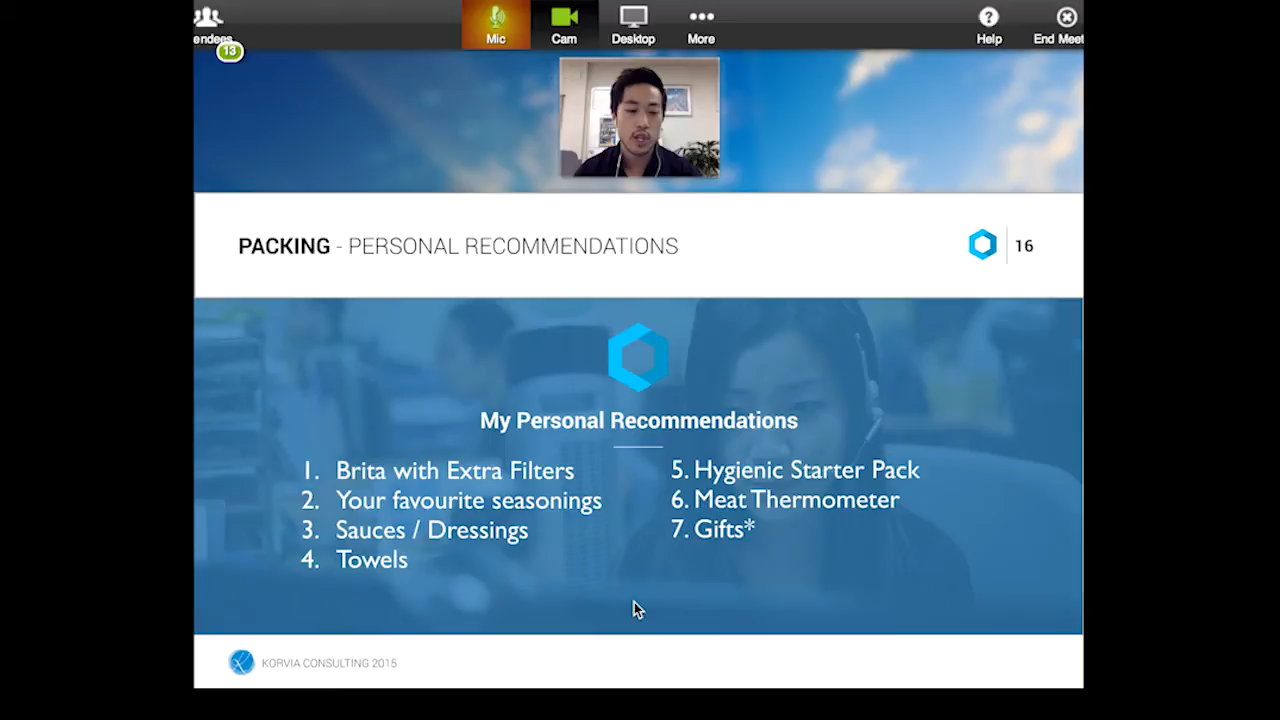 endees
13
Mic
Cam
Desktop
More
Help
End Meet
PACKING - PERSONAL RECOMMENDATIONS
16
My Personal Recommendations
1. Brita with Extra Filters
2. Your favourite seasonings
3. Sauces / Dressings
4. Towels
5. Hygienic Starter Pack
6. Meat Thermometer
7. Gifts*
KORVIA CONSULTING 2015